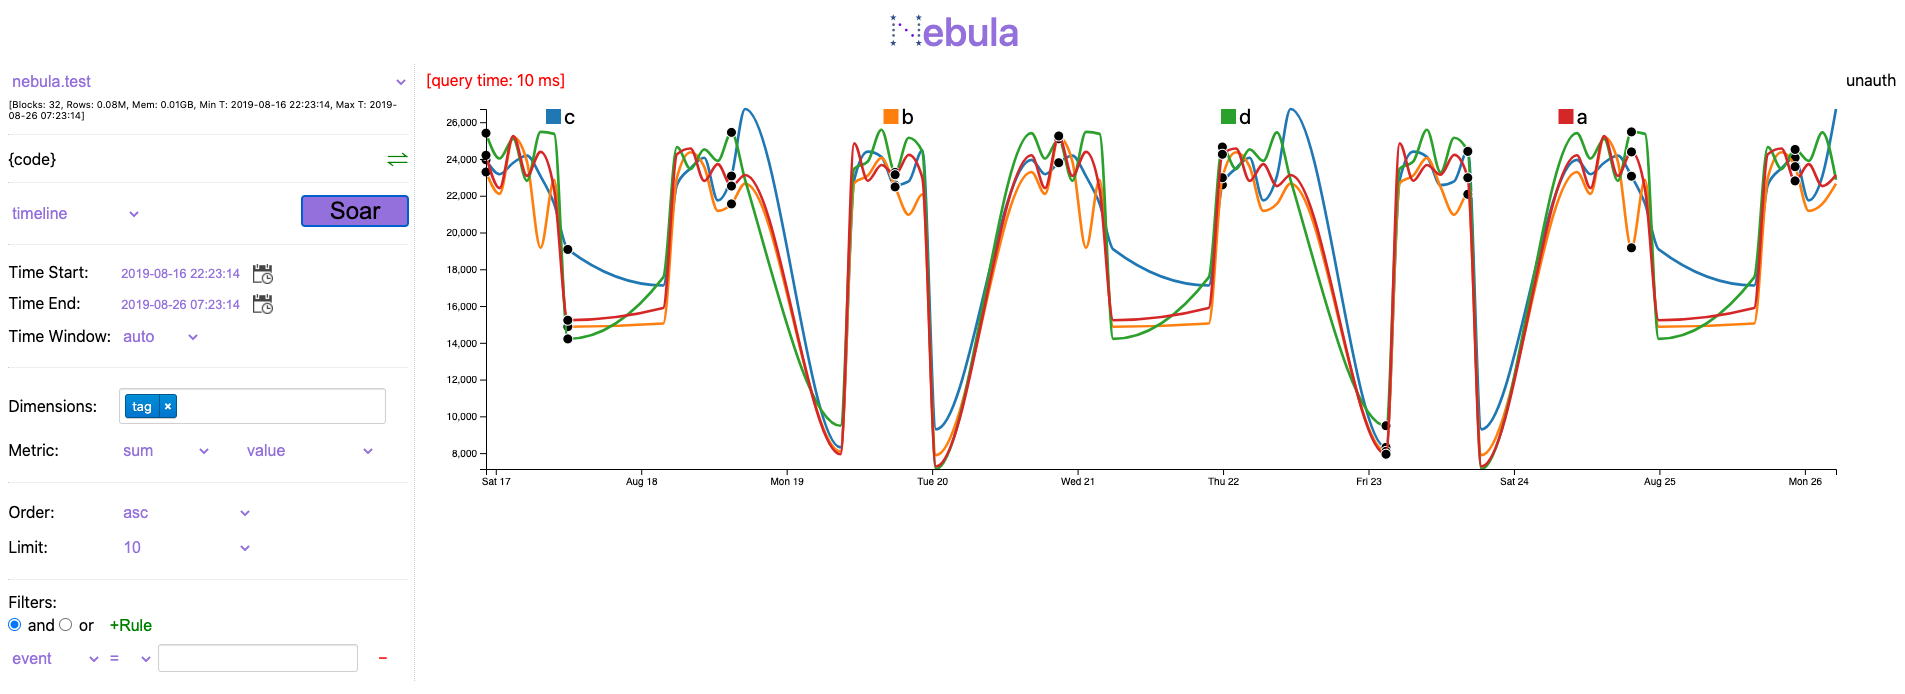 Nebula
nebula.test
[query time: 10 ms]
unauth
[Blocks: 32, Rows: 0.08M, Mem: 0.01GB, Min T: 2019-08-16 22:23:14, Max T: 2019-
08-26 07:23:14]
{code}
timeline
Soar
Time Start: 2019-08-16 22:23:14
Time End: 2019-08-26 07:23:14
Time Window: auto
Dimensions: tag ×
Metric: sum value
Order: asc
Limit: 10
Filters:
and or +Rule
event = −
c b d a
26,000
24,000
22,000
20,000
18,000
16,000
14,000
12,000
10,000
8,000
Sat 17 Aug 18 Mon 19 Tue 20 Wed 21 Thu 22 Fri 23 Sat 24 Aug 25 Mon 26